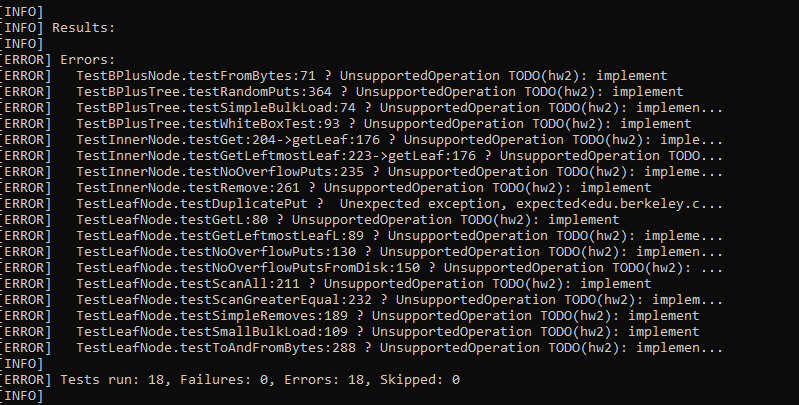 [INFO]
[INFO] Results:
[INFO]
[ERROR] Errors:
[ERROR]   TestBPlusNode.testFromBytes:71 ? UnsupportedOperation TODO(hw2): implement
[ERROR]   TestBPlusTree.testRandomPuts:364 ? UnsupportedOperation TODO(hw2): implement
[ERROR]   TestBPlusTree.testSimpleBulkLoad:74 ? UnsupportedOperation TODO(hw2): implemen...
[ERROR]   TestBPlusTree.testWhiteBoxTest:93 ? UnsupportedOperation TODO(hw2): implement
[ERROR]   TestInnerNode.testGet:204->getLeaf:176 ? UnsupportedOperation TODO(hw2): imple...
[ERROR]   TestInnerNode.testGetLeftmostLeaf:223->getLeaf:176 ? UnsupportedOperation TODO...
[ERROR]   TestInnerNode.testNoOverflowPuts:235 ? UnsupportedOperation TODO(hw2): impleme...
[ERROR]   TestInnerNode.testRemove:261 ? UnsupportedOperation TODO(hw2): implement
[ERROR]   TestLeafNode.testDuplicatePut ?  Unexpected exception, expected<edu.berkeley.c...
[ERROR]   TestLeafNode.testGetL:80 ? UnsupportedOperation TODO(hw2): implement
[ERROR]   TestLeafNode.testGetLeftmostLeafL:89 ? UnsupportedOperation TODO(hw2): impleme...
[ERROR]   TestLeafNode.testNoOverflowPuts:130 ? UnsupportedOperation TODO(hw2): implemen...
[ERROR]   TestLeafNode.testNoOverflowPutsFromDisk:150 ? UnsupportedOperation TODO(hw2): ...
[ERROR]   TestLeafNode.testScanAll:211 ? UnsupportedOperation TODO(hw2): implement
[ERROR]   TestLeafNode.testScanGreaterEqual:232 ? UnsupportedOperation TODO(hw2): implem...
[ERROR]   TestLeafNode.testSimpleRemoves:189 ? UnsupportedOperation TODO(hw2): implement
[ERROR]   TestLeafNode.testSmallBulkLoad:109 ? UnsupportedOperation TODO(hw2): implement
[ERROR]   TestLeafNode.testToAndFromBytes:288 ? UnsupportedOperation TODO(hw2): implemen...
[INFO]
[ERROR] Tests run: 18, Failures: 0, Errors: 18, Skipped: 0
[INFO]